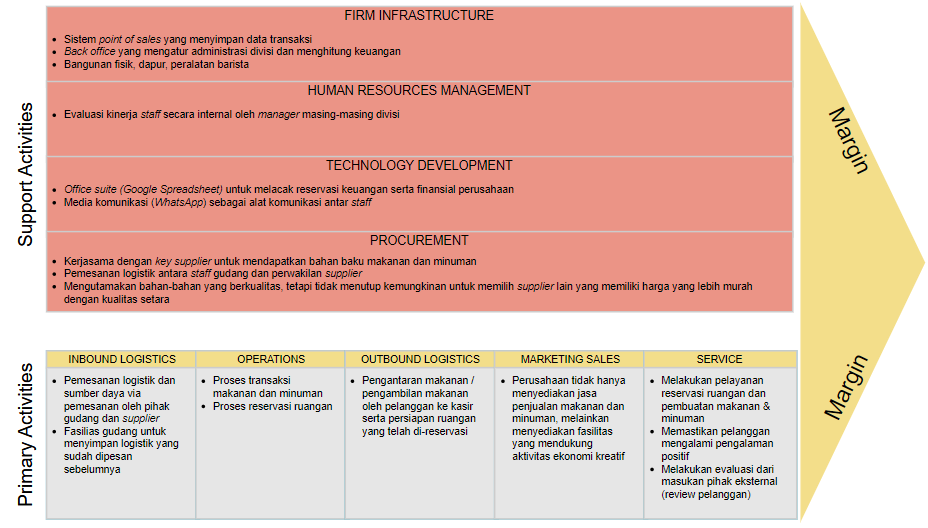 Support Activities
FIRM INFRASTRUCTURE
• Sistem point of sales yang menyimpan data transaksi
• Back office yang mengatur administrasi divisi dan menghitung keuangan
• Bangunan fisik, dapur, peralatan barista
HUMAN RESOURCES MANAGEMENT
• Evaluasi kinerja staff secara internal oleh manager masing-masing divisi
TECHNOLOGY DEVELOPMENT
• Office suite (Google Spreadsheet) untuk melacak reservasi keuangan serta finansial perusahaan
• Media komunikasi (WhatsApp) sebagai alat komunikasi antar staff
PROCUREMENT
• Kerjasama dengan key supplier untuk mendapatkan bahan baku makanan dan minuman
• Pemesanan logistik antara staff gudang dan perwakilan supplier
• Mengutamakan bahan-bahan yang berkualitas, tetapi tidak menutup kemungkinan untuk memilih supplier lain yang memiliki harga yang lebih murah
dengan kualitas setara
Margin
Primary Activities
INBOUND LOGISTICS
• Pemesanan logistik dan
sumber daya via
pemesanan oleh pihak
gudang dan supplier
• Fasilias gudang untuk
menyimpan logistik yang
sudah dipesan
sebelumnya
OPERATIONS
• Proses transaksi
makanan dan minuman
• Proses reservasi ruangan
OUTBOUND LOGISTICS
• Pengantaran makanan /
pengambilan makanan
oleh pelanggan ke kasir
serta persiapan ruangan
yang telah di-reservasi
MARKETING SALES
• Perusahaan tidak hanya
menyediakan jasa
penjualan makanan dan
minuman, melainkan
menyediakan fasilitas
yang mendukung
aktivitas ekonomi kreatif
SERVICE
• Melakukan pelayanan
reservasi ruangan dan
pembuatan makanan &
minuman
• Memastikan pelanggan
mengalami pengalaman
positif
• Melakukan evaluasi dari
masukan pihak eksternal
(review pelanggan)
Margin